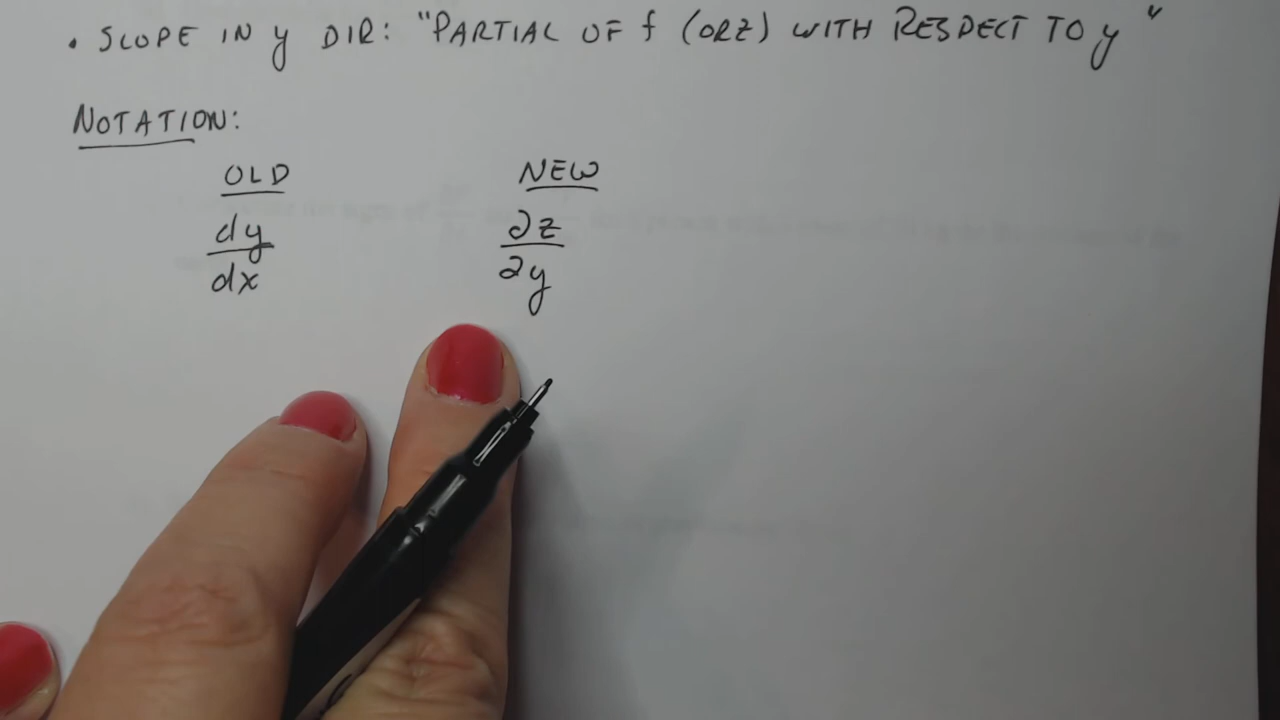 • SLOPE IN y DIR: "PARTIAL OF f (OR Z) WITH RESPECT TO y"
NOTATION:
OLD NEW
dy/dx ∂z/∂y